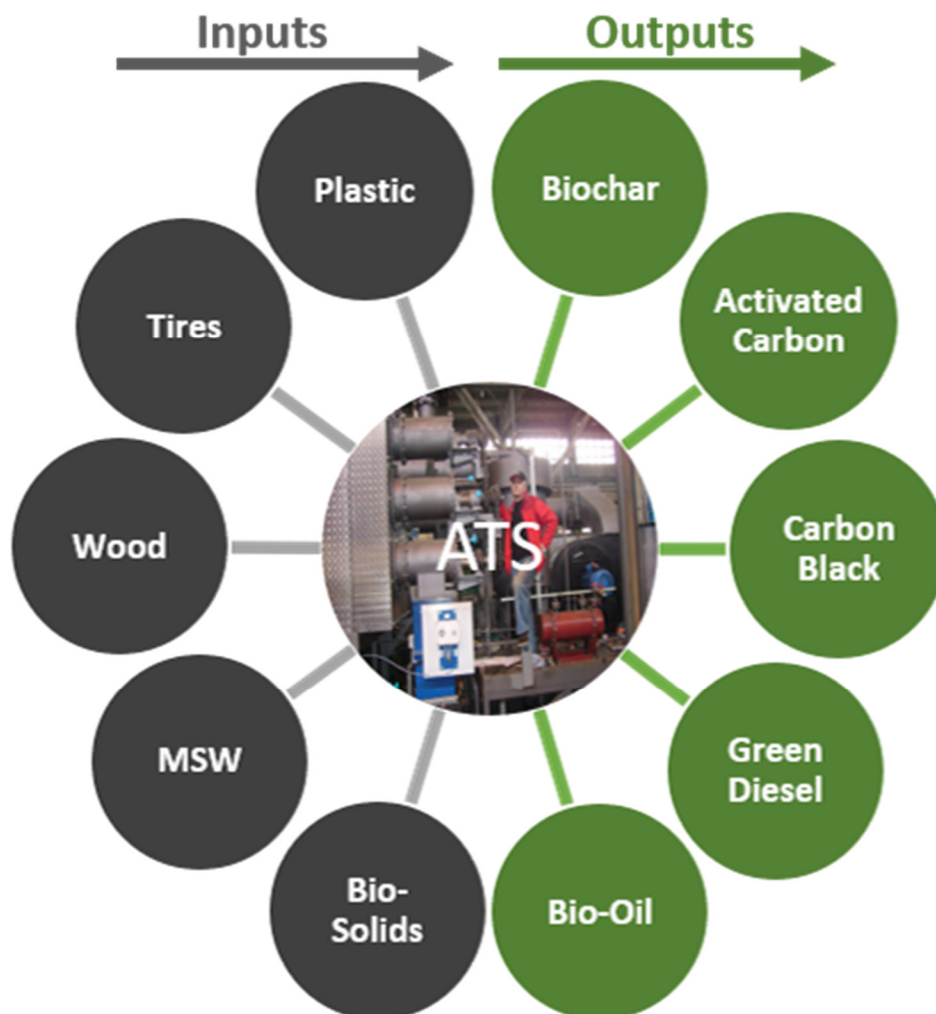 Inputs
Outputs
Plastic
Biochar
Tires
Activated
Carbon
Wood
ATS
Carbon
Black
MSW
Green
Diesel
Bio-
Solids
Bio-Oil